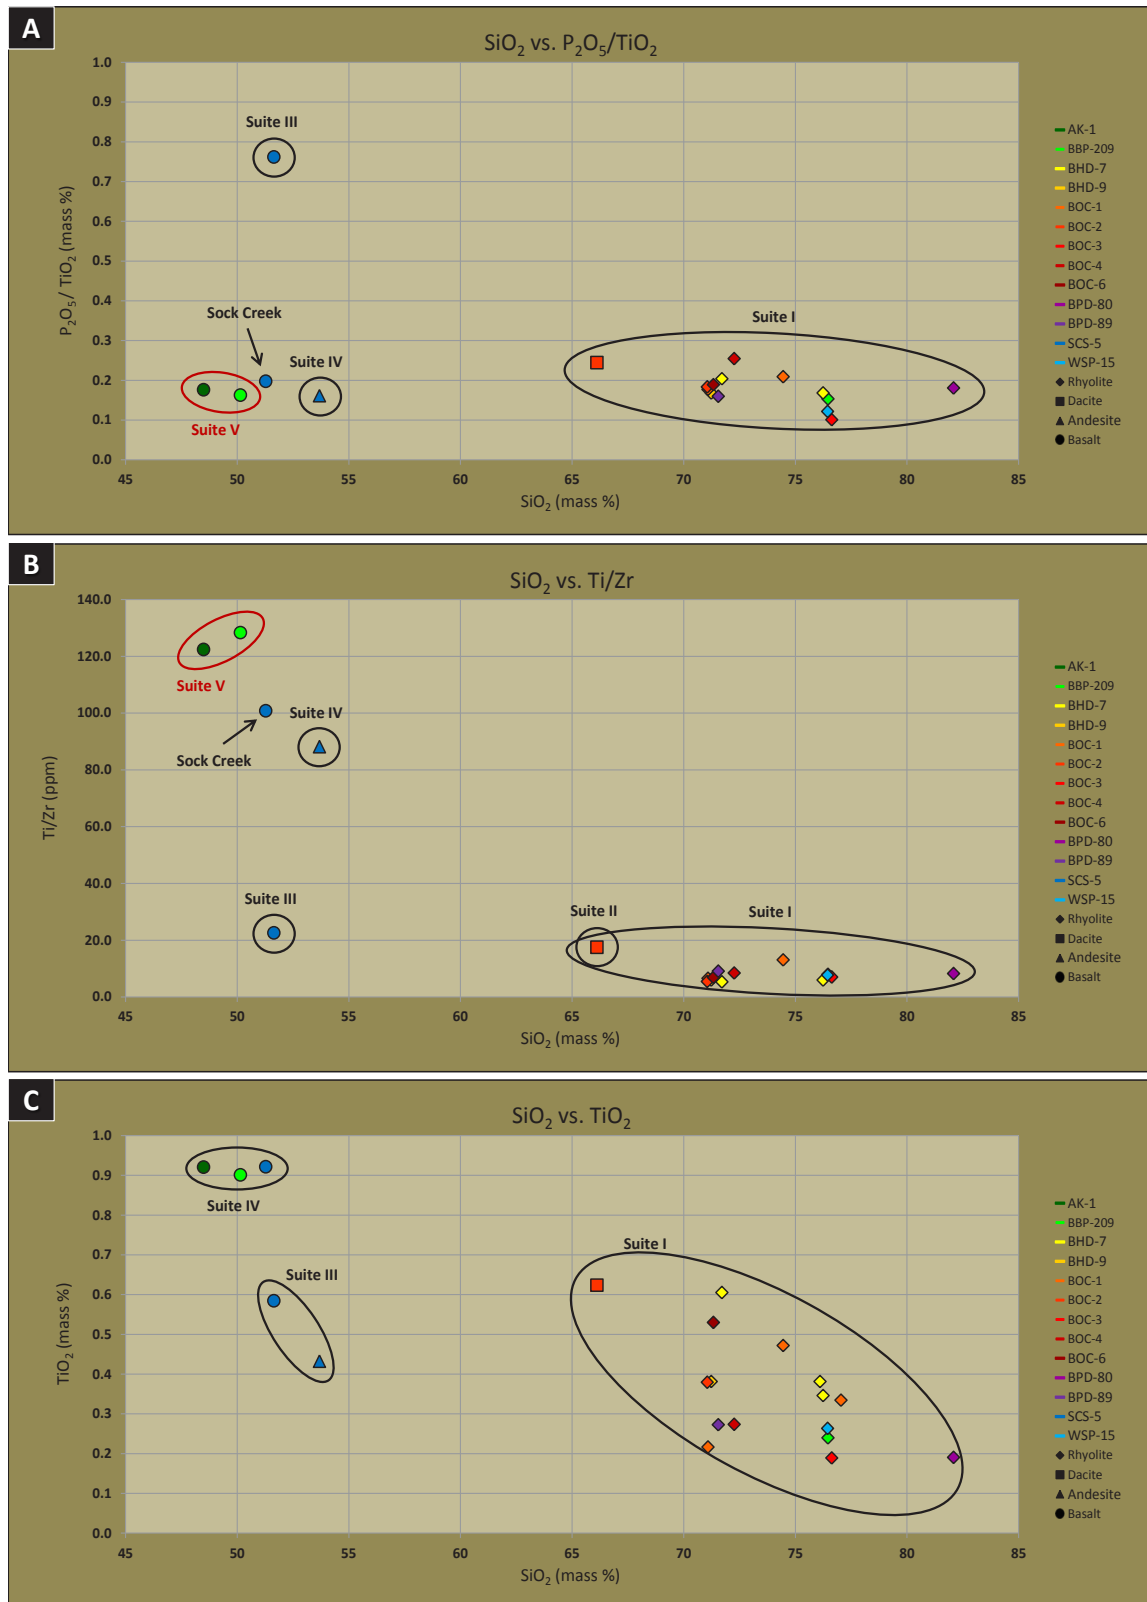 A
SiO₂ vs. P₂O₅/TiO₂
1.0
0.9
0.8
0.7
0.6
0.5
0.4
0.3
0.2
0.1
0.0
P₂O₅/ TiO₂ (mass %)
Suite III
Sock Creek
Suite IV
Suite V
Suite I
45 50 55 60 65 70 75 80 85
SiO₂ (mass %)
AK-1
BBP-209
BHD-7
BHD-9
BOC-1
BOC-2
BOC-3
BOC-4
BOC-6
BPD-80
BPD-89
SCS-5
WSP-15
Rhyolite
Dacite
Andesite
Basalt
B
SiO₂ vs. Ti/Zr
140.0
120.0
100.0
80.0
60.0
40.0
20.0
0.0
Ti/Zr (ppm)
Suite V
Suite IV
Sock Creek
Suite III
Suite II
Suite I
45 50 55 60 65 70 75 80 85
SiO₂ (mass %)
AK-1
BBP-209
BHD-7
BHD-9
BOC-1
BOC-2
BOC-3
BOC-4
BOC-6
BPD-80
BPD-89
SCS-5
WSP-15
Rhyolite
Dacite
Andesite
Basalt
C
SiO₂ vs. TiO₂
1.0
0.9
0.8
0.7
0.6
0.5
0.4
0.3
0.2
0.1
0.0
TiO₂ (mass %)
Suite IV
Suite III
Suite I
45 50 55 60 65 70 75 80 85
SiO₂ (mass %)
AK-1
BBP-209
BHD-7
BHD-9
BOC-1
BOC-2
BOC-3
BOC-4
BOC-6
BPD-80
BPD-89
SCS-5
WSP-15
Rhyolite
Dacite
Andesite
Basalt